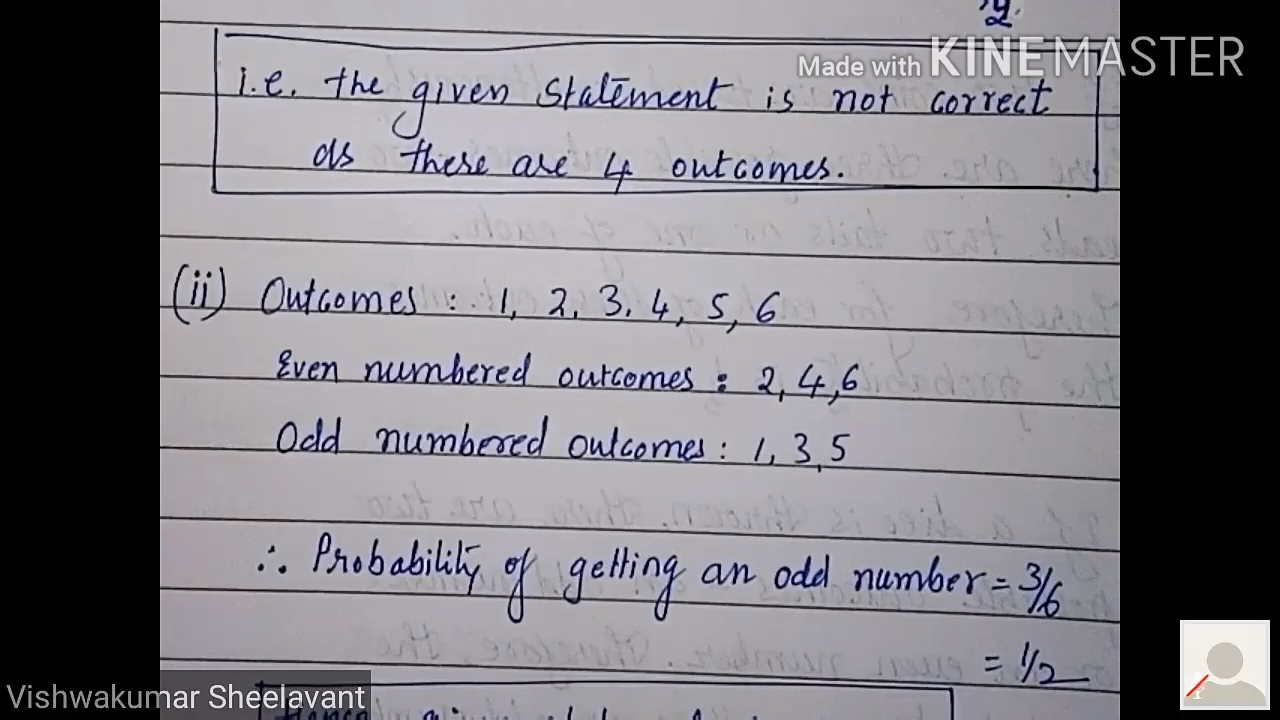 2.
Made with KINEMASTER
i.e. the given statement is not correct
as these are 4 outcomes.
(ii) Outcomes : 1, 2, 3, 4, 5, 6
Even numbered outcomes : 2, 4, 6
Odd numbered outcomes : 1, 3, 5
∴ Probability of getting an odd number = 3/6
= 1/2
Vishwakumar Sheelavant